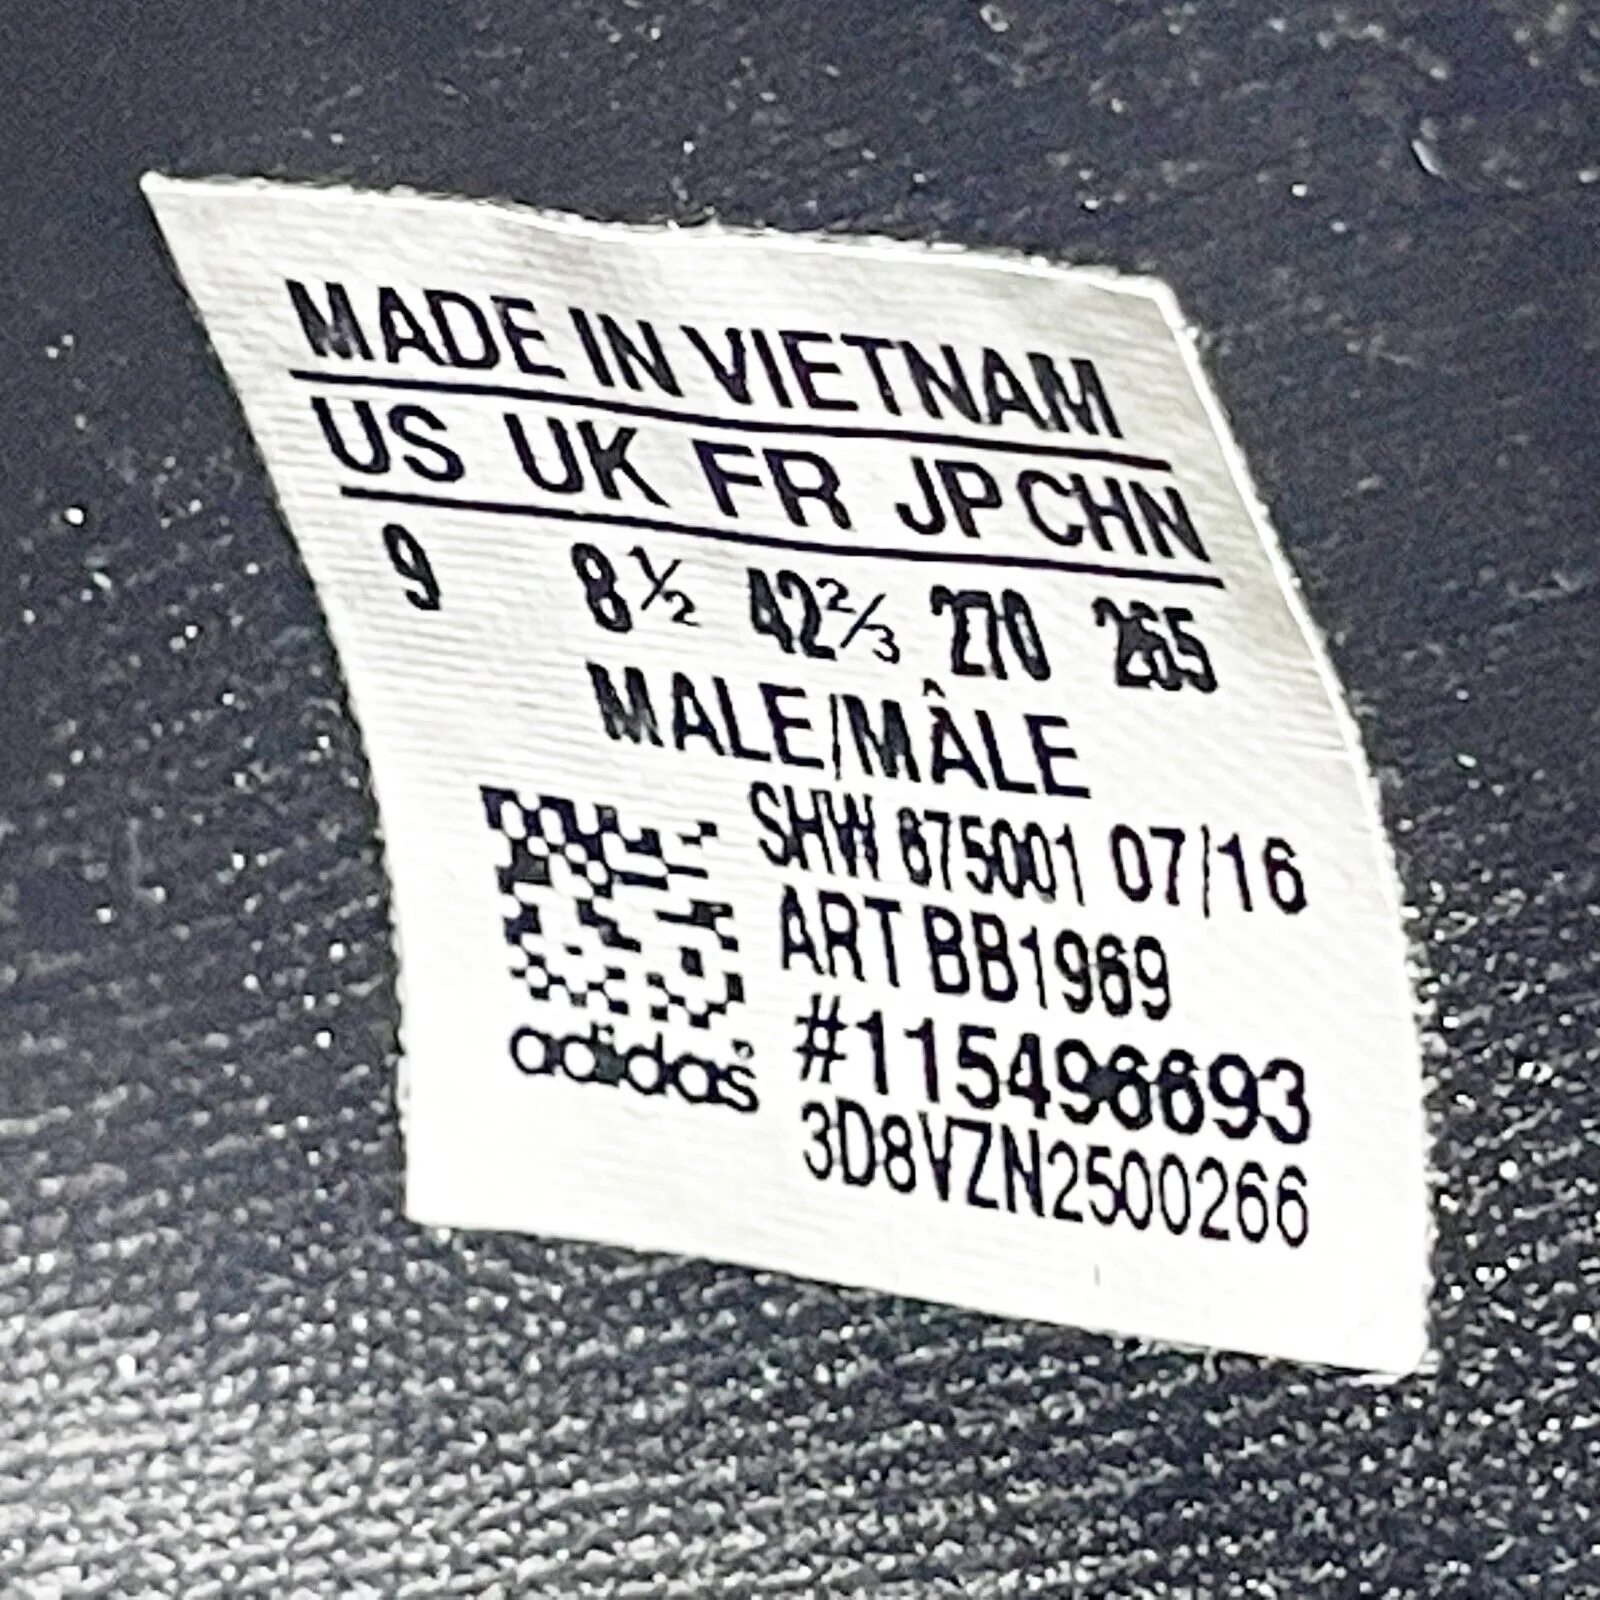 MADE IN VIETNAM
US UK FR JP CHN
9 8½ 42⅔ 270 265
MALE/MÂLE
SHW 675001 07/16
ART BB1969
#115496693
adidas
3D8VZN2500266